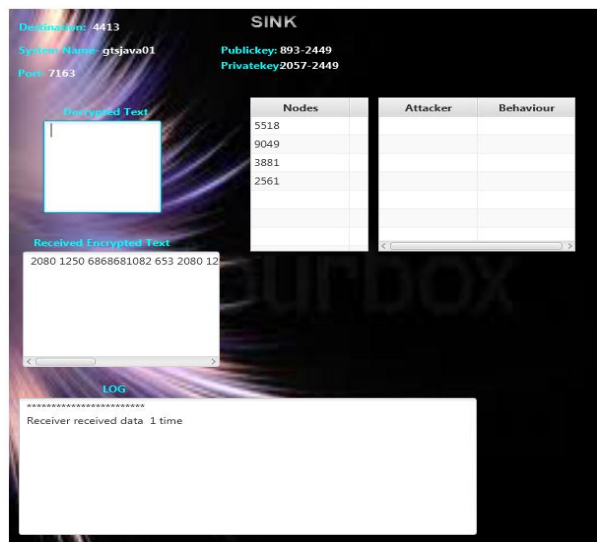 SINK
Destination: 4413
System Name- gtsjava01
Port- 7163
Publickey: 893-2449
Privatekey2057-2449
Decrypted Text
Nodes
5518
9049
3881
2561
Attacker Behaviour
Received Encrypted Text
2080 1250 6868681082 653 2080 12
LOG
************************
Receiver received data 1 time